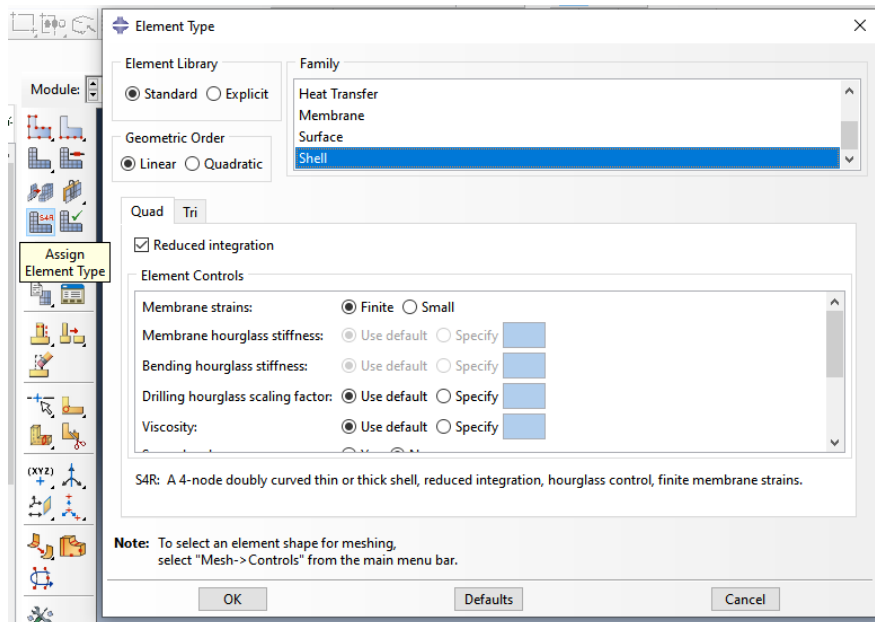 Element Type
Module:
Element Library
Standard Explicit
Family
Heat Transfer
Membrane
Surface
Shell
Geometric Order
Linear Quadratic
S4R
Assign
Element Type
(XYZ)
Quad Tri
Reduced integration
Element Controls
Membrane strains: Finite Small
Membrane hourglass stiffness: Use default Specify
Bending hourglass stiffness: Use default Specify
Drilling hourglass scaling factor: Use default Specify
Viscosity: Use default Specify
S4R: A 4-node doubly curved thin or thick shell, reduced integration, hourglass control, finite membrane strains.
Note: To select an element shape for meshing,
select "Mesh->Controls" from the main menu bar.
OK Defaults Cancel